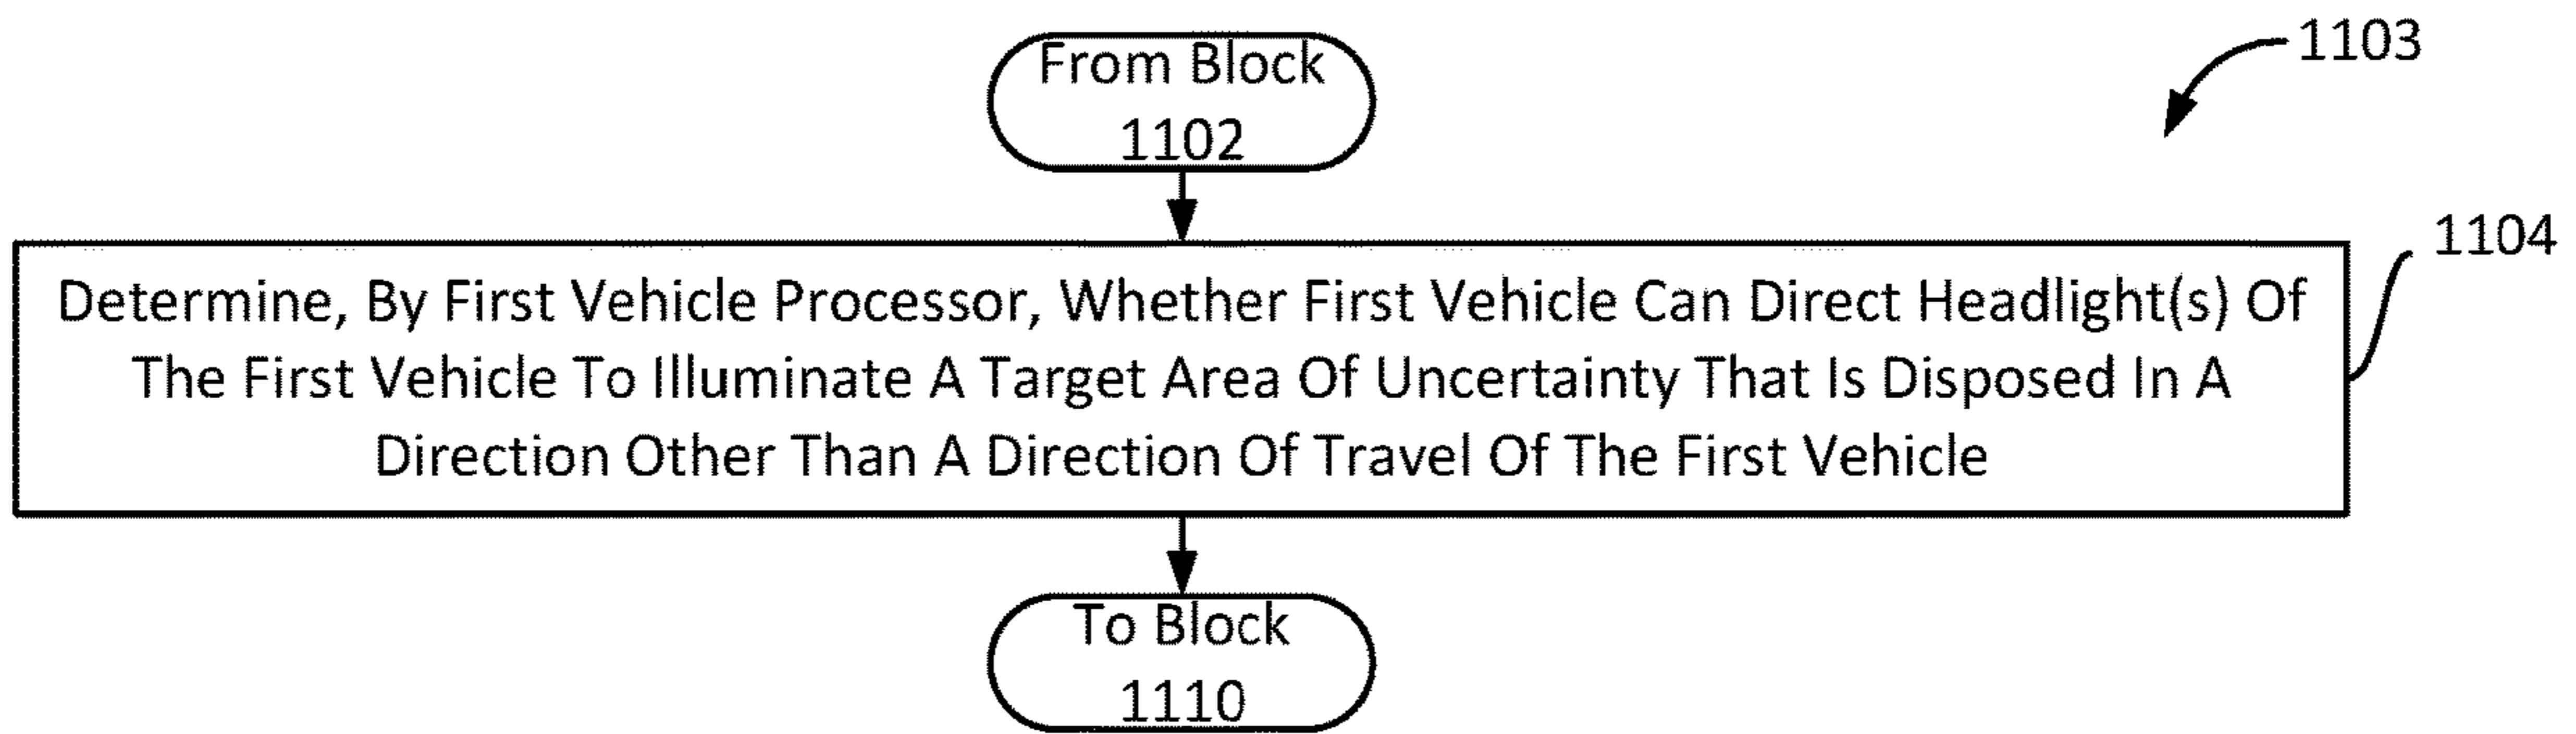 From Block
1102
1103
1104
Determine, By First Vehicle Processor, Whether First Vehicle Can Direct Headlight(s) Of
The First Vehicle To Illuminate A Target Area Of Uncertainty That Is Disposed In A
Direction Other Than A Direction Of Travel Of The First Vehicle
To Block
1110